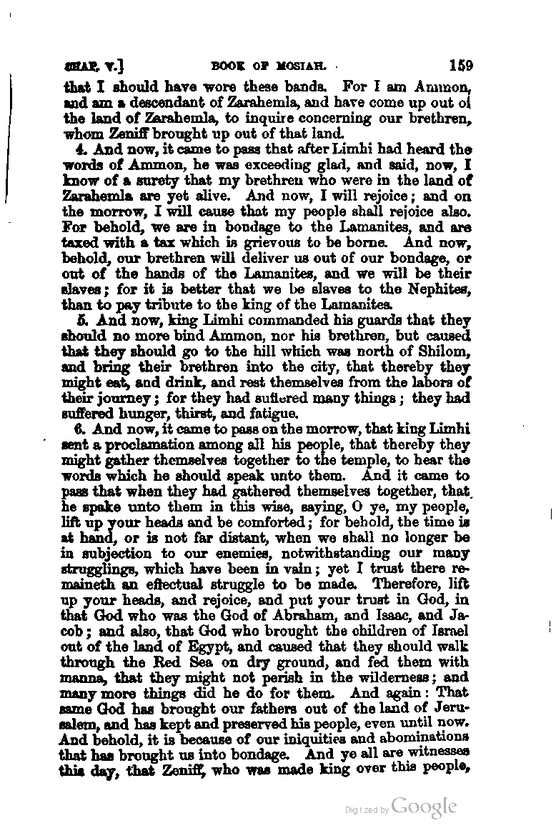 CHAP. V.] BOOK OF MOSIAH. 159
that I should have wore these bands. For I am Ammon,
and am a descendant of Zarahemla, and have come up out of
the land of Zarahemla, to inquire concerning our brethren,
whom Zeniff brought up out of that land.
4. And now, it came to pass that after Limhi had heard the
words of Ammon, he was exceeding glad, and said, now, I
know of a surety that my brethren who were in the land of
Zarahemla are yet alive. And now, I will rejoice; and on
the morrow, I will cause that my people shall rejoice also.
For behold, we are in bondage to the Lamanites, and are
taxed with a tax which is grievous to be borne. And now,
behold, our brethren will deliver us out of our bondage, or
out of the hands of the Lamanites, and we will be their
slaves; for it is better that we be slaves to the Nephites,
than to pay tribute to the king of the Lamanites.
5. And now, king Limhi commanded his guards that they
should no more bind Ammon, nor his brethren, but caused
that they should go to the hill which was north of Shilom,
and bring their brethren into the city, that thereby they
might eat, and drink, and rest themselves from the labors of
their journey; for they had suffered many things; they had
suffered hunger, thirst, and fatigue.
6. And now, it came to pass on the morrow, that king Limhi
sent a proclamation among all his people, that thereby they
might gather themselves together to the temple, to hear the
words which he should speak unto them. And it came to
pass that when they had gathered themselves together, that
he spake unto them in this wise, saying, O ye, my people,
lift up your heads and be comforted; for behold, the time is
at hand, or is not far distant, when we shall no longer be
in subjection to our enemies, notwithstanding our many
strugglings, which have been in vain; yet I trust there re-
maineth an effectual struggle to be made. Therefore, lift
up your heads, and rejoice, and put your trust in God, in
that God who was the God of Abraham, and Isaac, and Ja-
cob; and also, that God who brought the children of Israel
out of the land of Egypt, and caused that they should walk
through the Red Sea on dry ground, and fed them with
manna, that they might not perish in the wilderness; and
many more things did he do for them. And again: That
same God has brought our fathers out of the land of Jeru-
salem, and has kept and preserved his people, even until now.
And behold, it is because of our iniquities and abominations
that has brought us into bondage. And ye all are witnesses
this day, that Zeniff, who was made king over this people,
Digitized by Google